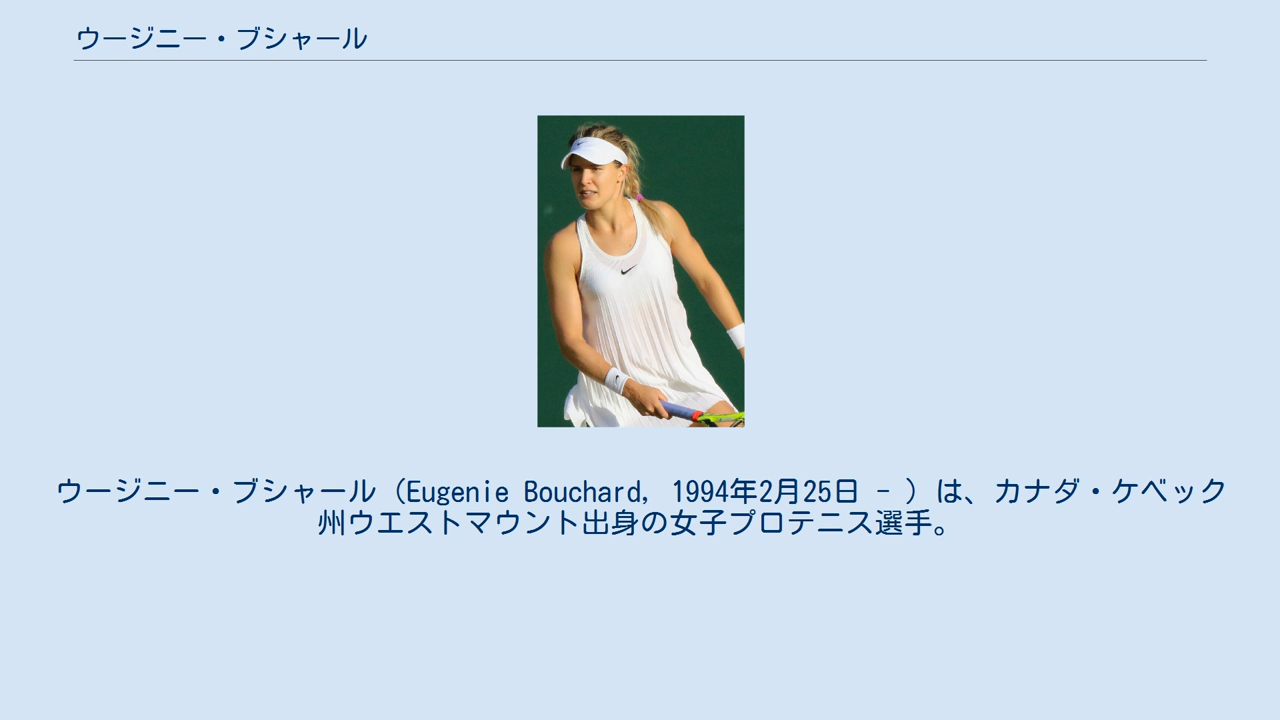 ウージニー・ブシャール
ウージニー・ブシャール（Eugenie Bouchard, 1994年2月25日 - ）は、カナダ・ケベック
州ウエストマウント出身の女子プロテニス選手。